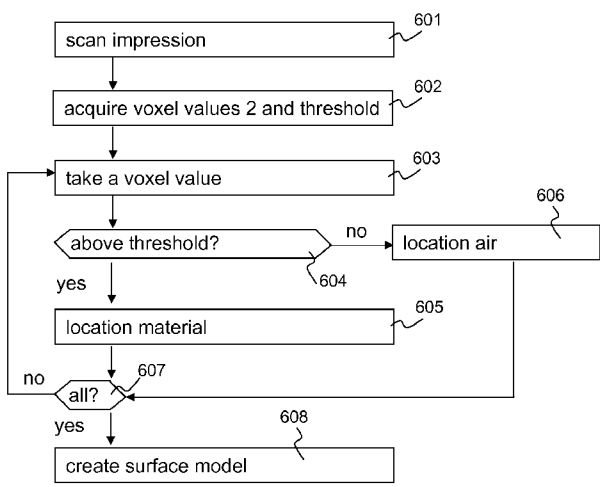 601
scan impression
602
acquire voxel values 2 and threshold
603
take a voxel value
606
no
above threshold?
location air
604
yes
605
location material
no
607
all?
yes
608
create surface model